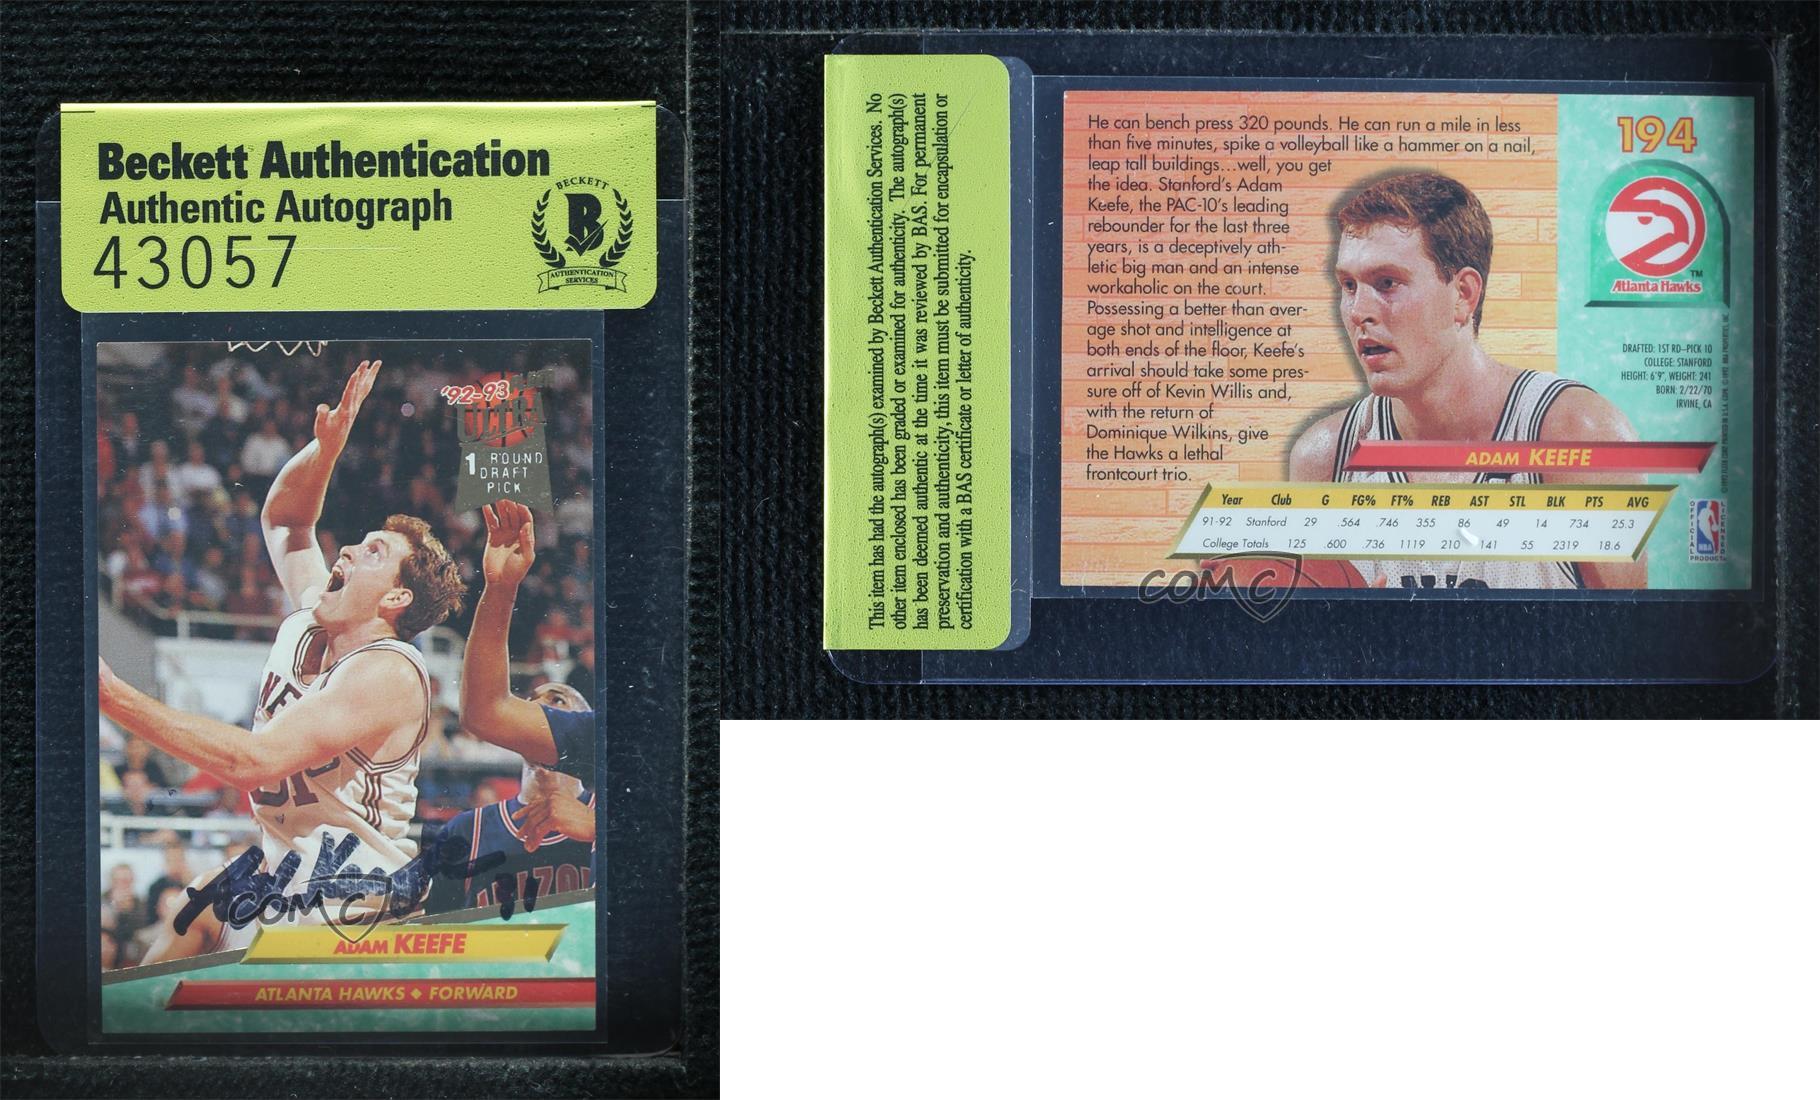 Beckett Authentication
Authentic Autograph
43057
BECKETT
B
AUTHENTICATION
SERVICES
'92-93
ULTRA
1 ROUND
DRAFT
PICK
NF
31
IZO
31
COMC
ADAM KEEFE
ATLANTA HAWKS ◆ FORWARD
This item has had the autograph(s) examined by Beckett Authentication Services. No
other item enclosed has been graded or examined for authenticity. The autograph(s)
has been deemed authentic at the time it was reviewed by BAS. For permanent
preservation and authenticity, this item must be submitted for encapsulation or
certification with a BAS certificate or letter of authenticity.
He can bench press 320 pounds. He can run a mile in less
than five minutes, spike a volleyball like a hammer on a nail,
leap tall buildings...well, you get
the idea. Stanford's Adam
Keefe, the PAC-10's leading
rebounder for the last three
years, is a deceptively ath-
letic big man and an intense
workaholic on the court.
Possessing a better than aver-
age shot and intelligence at
both ends of the floor, Keefe's
arrival should take some pres-
sure off of Kevin Willis and,
with the return of
Dominique Wilkins, give
the Hawks a lethal
frontcourt trio.
194
TM
Atlanta Hawks
DRAFTED: 1ST RD–PICK 10
COLLEGE: STANFORD
HEIGHT: 6'9", WEIGHT: 241
BORN: 2/22/70
IRVINE, CA
ADAM KEEFE
Year Club G FG% FT% REB AST STL BLK PTS AVG
91-92 Stanford 29 .564 .746 355 86 49 14 734 25.3
College Totals 125 .600 .736 1119 210 141 55 2319 18.6
OFFICIAL
NBA
LICENSED
PRODUCT
COMC